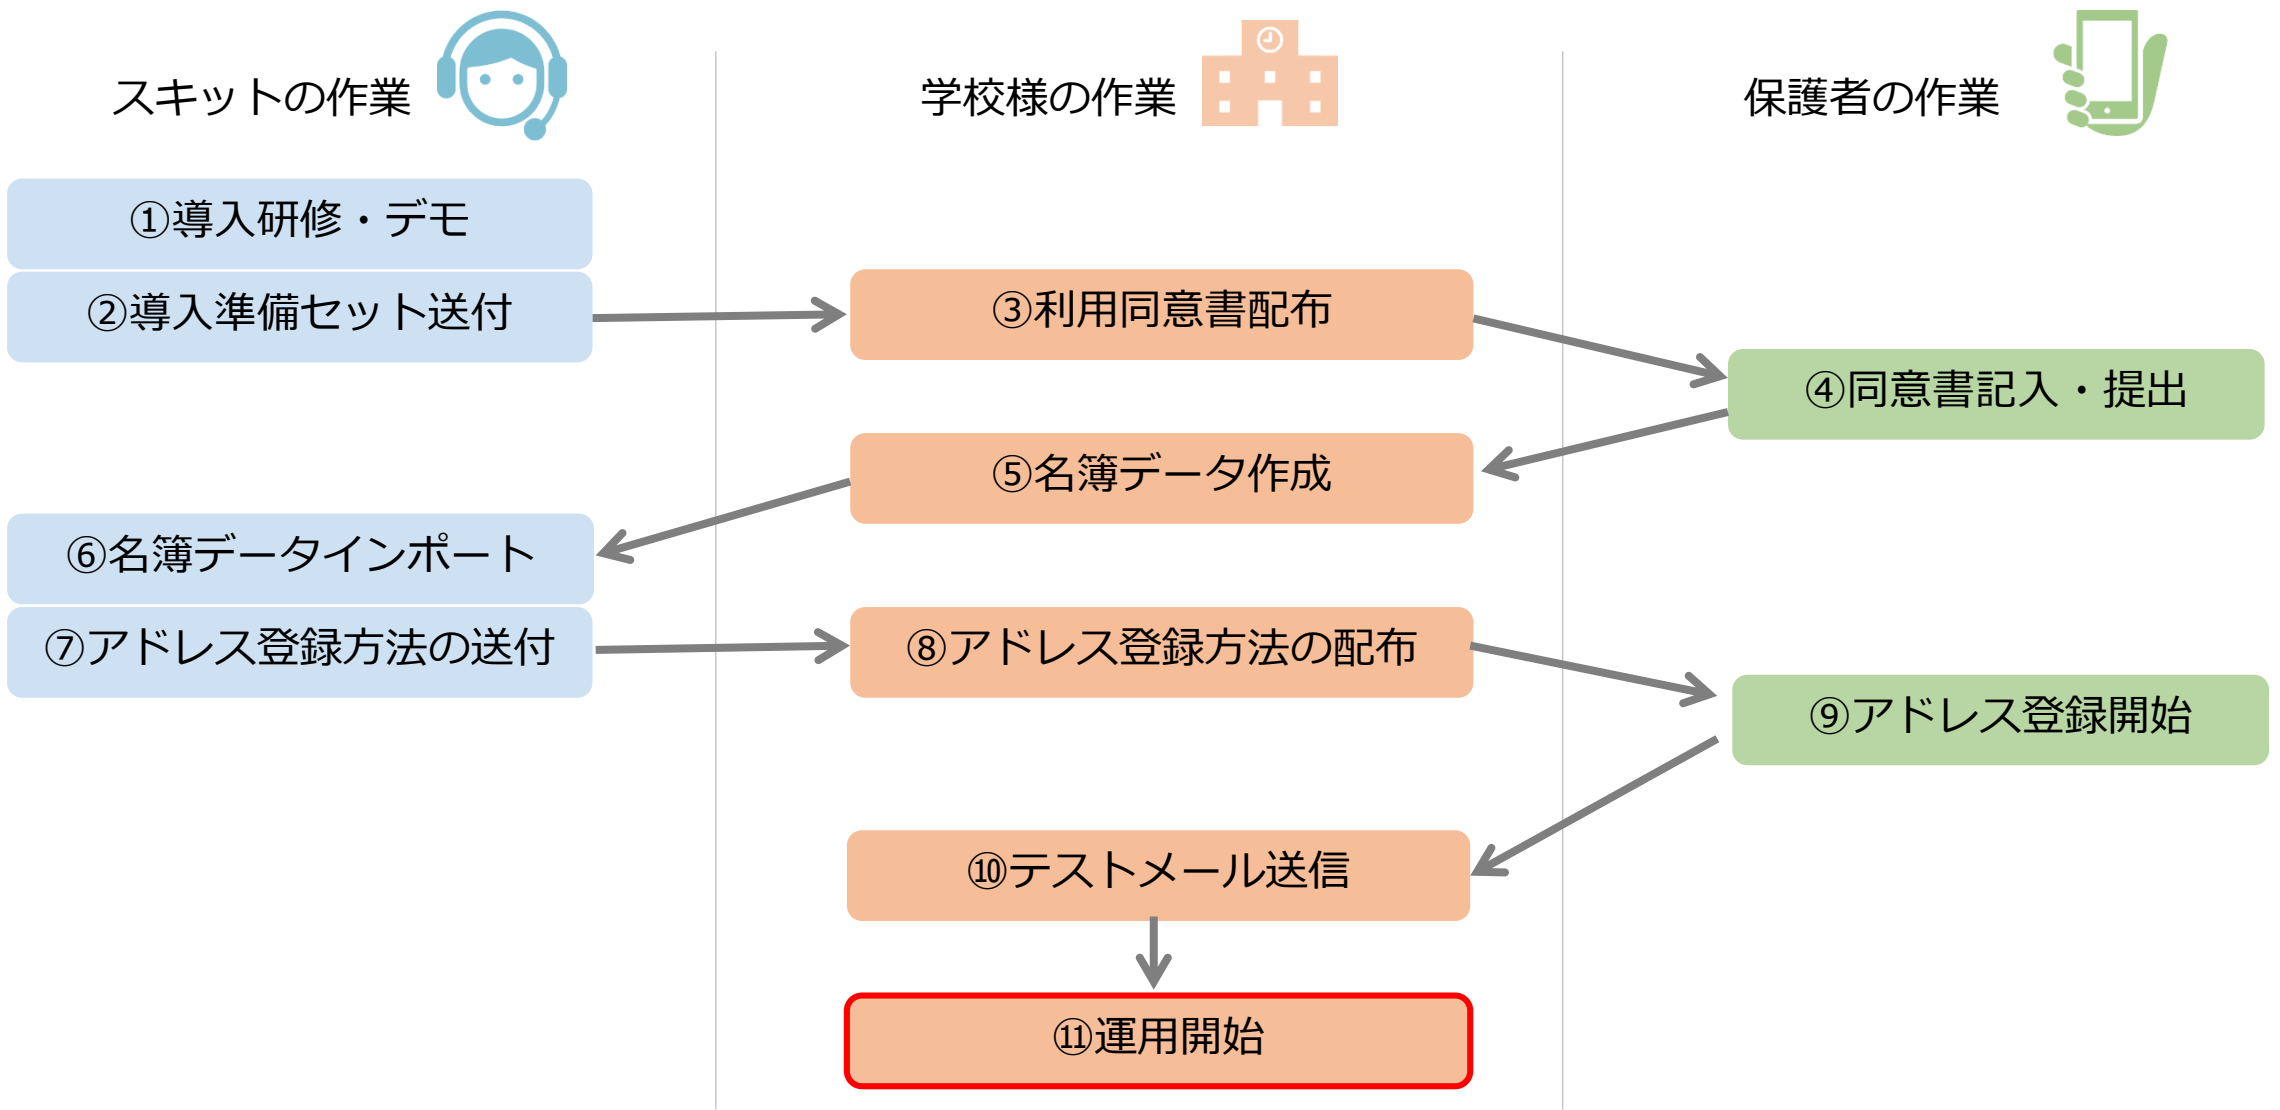 スキットの作業
学校様の作業
保護者の作業
①導入研修・デモ
②導入準備セット送付
③利用同意書配布
④同意書記入・提出
⑤名簿データ作成
⑥名簿データインポート
⑦アドレス登録方法の送付
⑧アドレス登録方法の配布
⑨アドレス登録開始
⑩テストメール送信
⑪運用開始